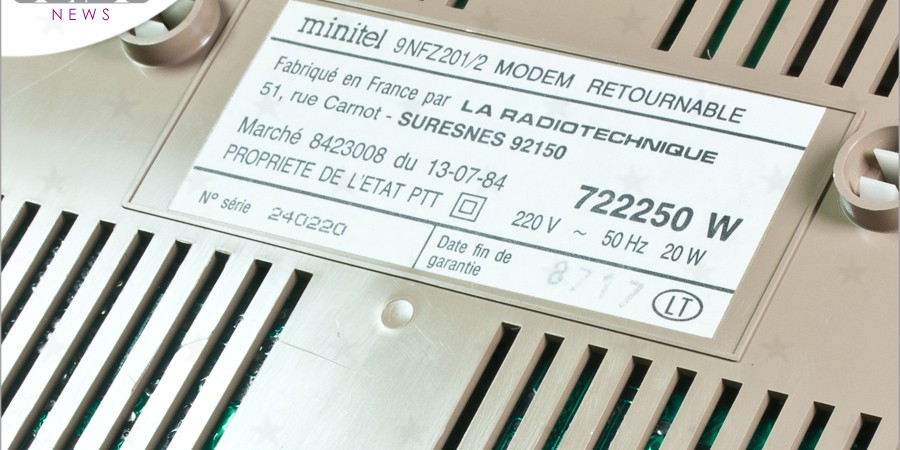 NEWS
minitel 9NFZ201/2 MODEM RETOURNABLE
Fabriqué en France par LA RADIOTECHNIQUE
51, rue Carnot - SURESNES 92150
Marché 8423008 du 13-07-84
PROPRIETE DE L'ETAT PTT
722250 W
220 V ~ 50 Hz 20 W
N° série 240220
Date fin de
garantie
8717
LT